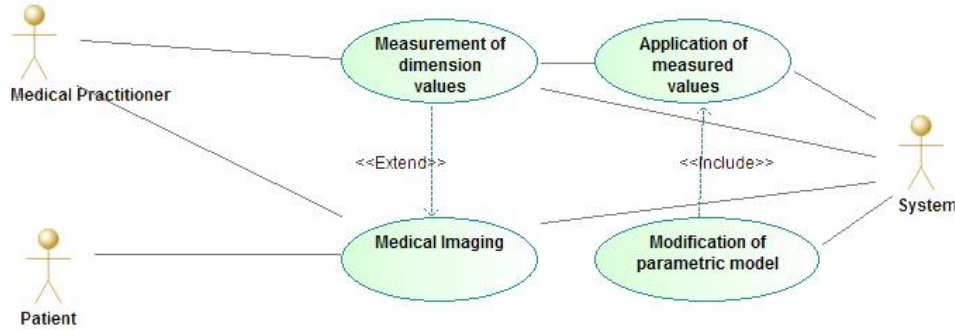 Medical Practitioner
Measurement of
dimension
values
Application of
measured
values
<<Extend>>
<<Include>>
System
Medical Imaging
Modification of
parametric model
Patient